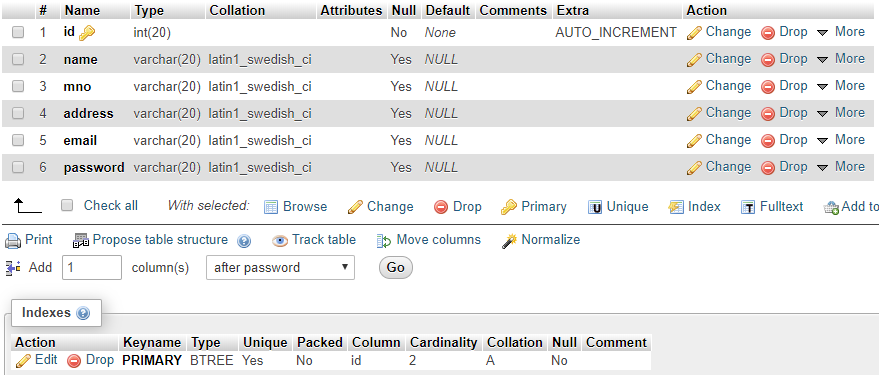 # Name Type Collation Attributes Null Default Comments Extra Action
1 id int(20) No None AUTO_INCREMENT Change Drop More
2 name varchar(20) latin1_swedish_ci Yes NULL Change Drop More
3 mno varchar(20) latin1_swedish_ci Yes NULL Change Drop More
4 address varchar(20) latin1_swedish_ci Yes NULL Change Drop More
5 email varchar(20) latin1_swedish_ci Yes NULL Change Drop More
6 password varchar(20) latin1_swedish_ci Yes NULL Change Drop More
Check all With selected: Browse Change Drop Primary U Unique Index T Fulltext Add to
Print Propose table structure Track table Move columns Normalize
Add 1 column(s) after password Go
Indexes
Action Keyname Type Unique Packed Column Cardinality Collation Null Comment
Edit Drop PRIMARY BTREE Yes No id 2 A No